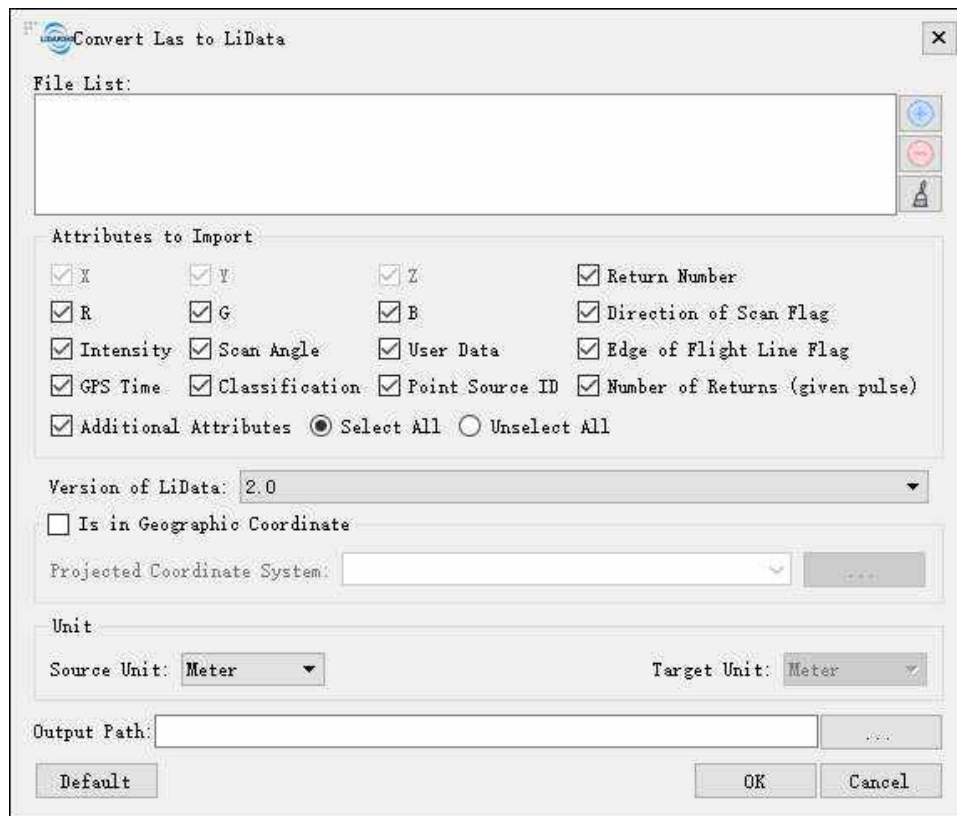 Convert Las to LiData
File List:
Attributes to Import
X Y Z Return Number
R G B Direction of Scan Flag
Intensity Scan Angle User Data Edge of Flight Line Flag
GPS Time Classification Point Source ID Number of Returns (given pulse)
Additional Attributes Select All Unselect All
Version of LiData: 2.0
Is in Geographic Coordinate
Projected Coordinate System: ...
Unit
Source Unit: Meter Target Unit: Meter
Output Path: ...
Default OK Cancel